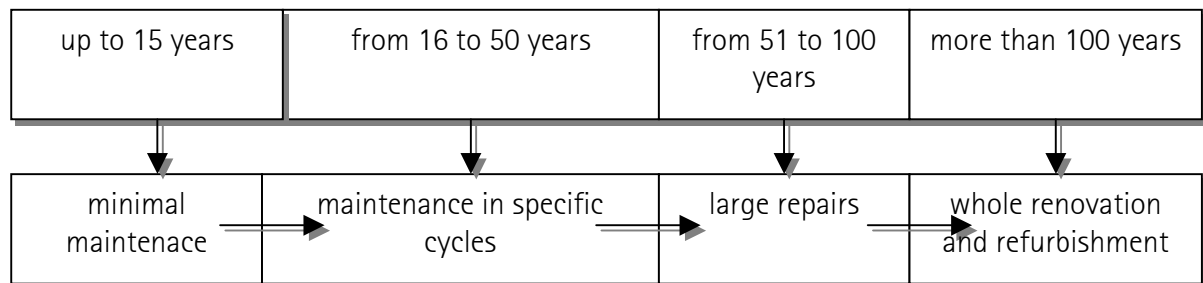 up to 15 years
from 16 to 50 years
from 51 to 100
years
more than 100 years
minimal
maintenace
maintenance in specific
cycles
large repairs
whole renovation
and refurbishment